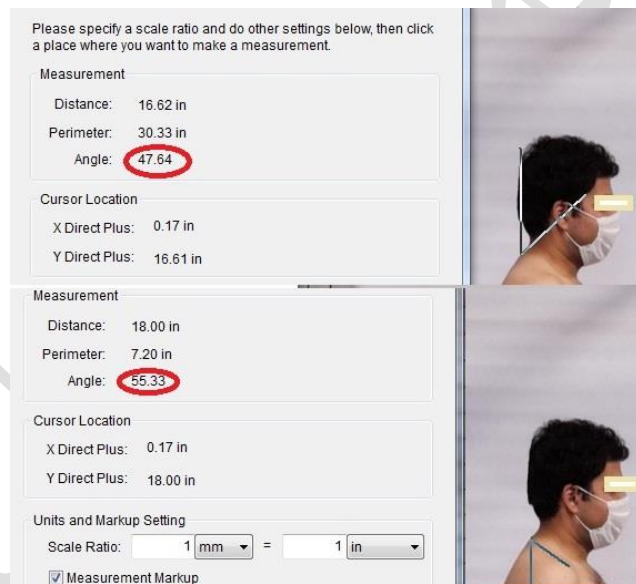 Please specify a scale ratio and do other settings below, then click
a place where you want to make a measurement.
Measurement
Distance: 16.62 in
Perimeter: 30.33 in
Angle: 47.64
Cursor Location
X Direct Plus: 0.17 in
Y Direct Plus: 16.61 in
Measurement
Distance: 18.00 in
Perimeter: 7.20 in
Angle: 55.33
Cursor Location
X Direct Plus: 0.17 in
Y Direct Plus: 18.00 in
Units and Markup Setting
Scale Ratio: 1 mm = 1 in
Measurement Markup